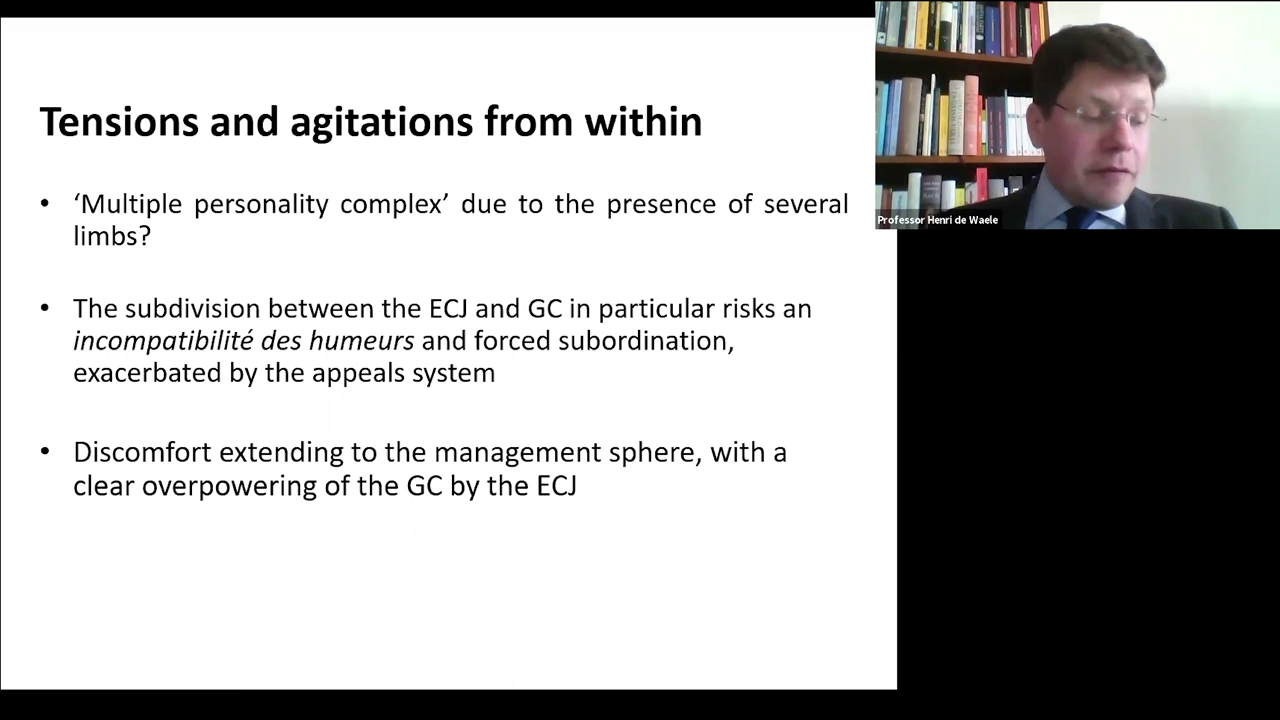 Tensions and agitations from within
• ‘Multiple personality complex’ due to the presence of several
limbs?
• The subdivision between the ECJ and GC in particular risks an
incompatibilité des humeurs and forced subordination,
exacerbated by the appeals system
• Discomfort extending to the management sphere, with a
clear overpowering of the GC by the ECJ
Professor Henri de Waele